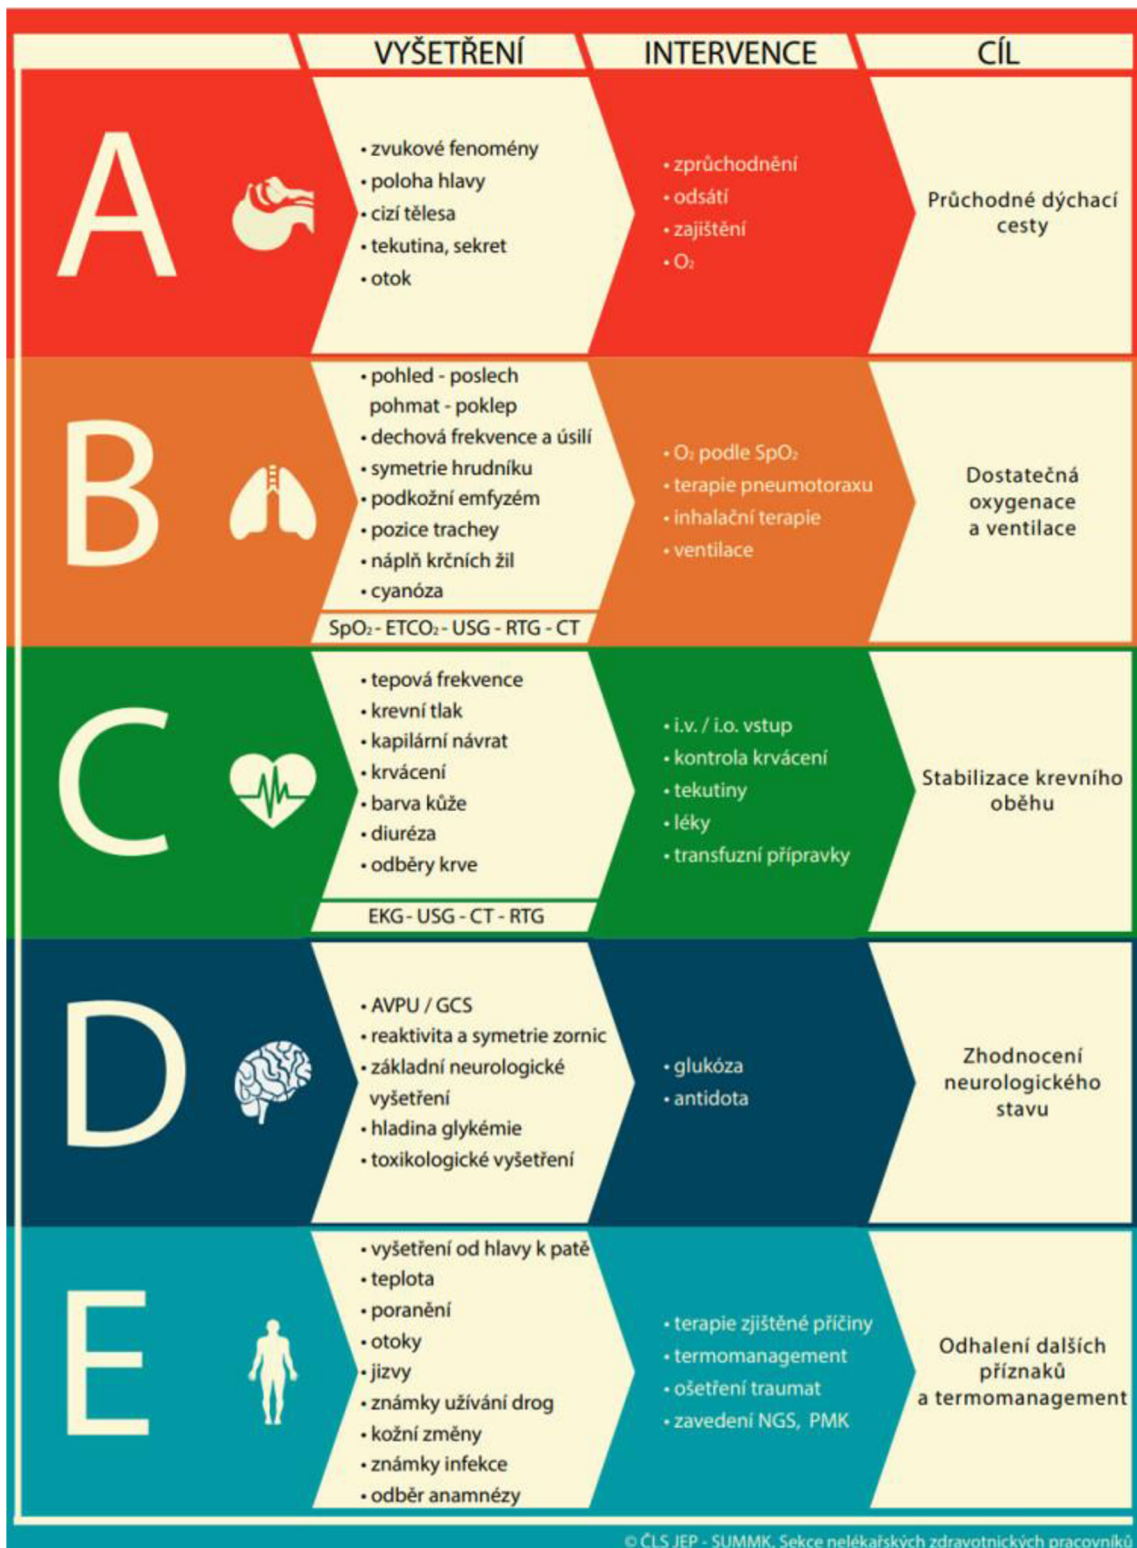 VYŠETŘENÍ
INTERVENCE
CÍL
A
• zvukové fenomény
• poloha hlavy
• cizí tělesa
• tekutina, sekret
• otok
• zprůchodnění
• odsátí
• zajištění
• O₂
Průchodné dýchací
cesty
B
• pohled - poslech
pohmat - poklep
• dechová frekvence a úsilí
• symetrie hrudníku
• podkožní emfyzém
• pozice trachey
• náplň krčních žil
• cyanóza
SpO₂ - ETCO₂ - USG - RTG - CT
• O₂ podle SpO₂
• terapie pneumotoraxu
• inhalační terapie
• ventilace
Dostatečná
oxygenace
a ventilace
C
• tepová frekvence
• krevní tlak
• kapilární návrat
• krvácení
• barva kůže
• diuréza
• odběry krve
EKG - USG - CT - RTG
• i.v. / i.o. vstup
• kontrola krvácení
• tekutiny
• léky
• transfuzní přípravky
Stabilizace krevního
oběhu
D
• AVPU / GCS
• reaktivita a symetrie zornic
• základní neurologické
vyšetření
• hladina glykémie
• toxikologické vyšetření
• glukóza
• antidota
Zhodnocení
neurologického
stavu
E
• vyšetření od hlavy k patě
• teplota
• poranění
• otoky
• jizvy
• známky užívání drog
• kožní změny
• známky infekce
• odběr anamnézy
• terapie zjištěné příčiny
• termomanagement
• ošetření traumat
• zavedení NGS, PMK
Odhalení dalších
příznaků
a termomanagement
© ČLS JEP - SUMMK, Sekce nelékařských zdravotnických pracovníků